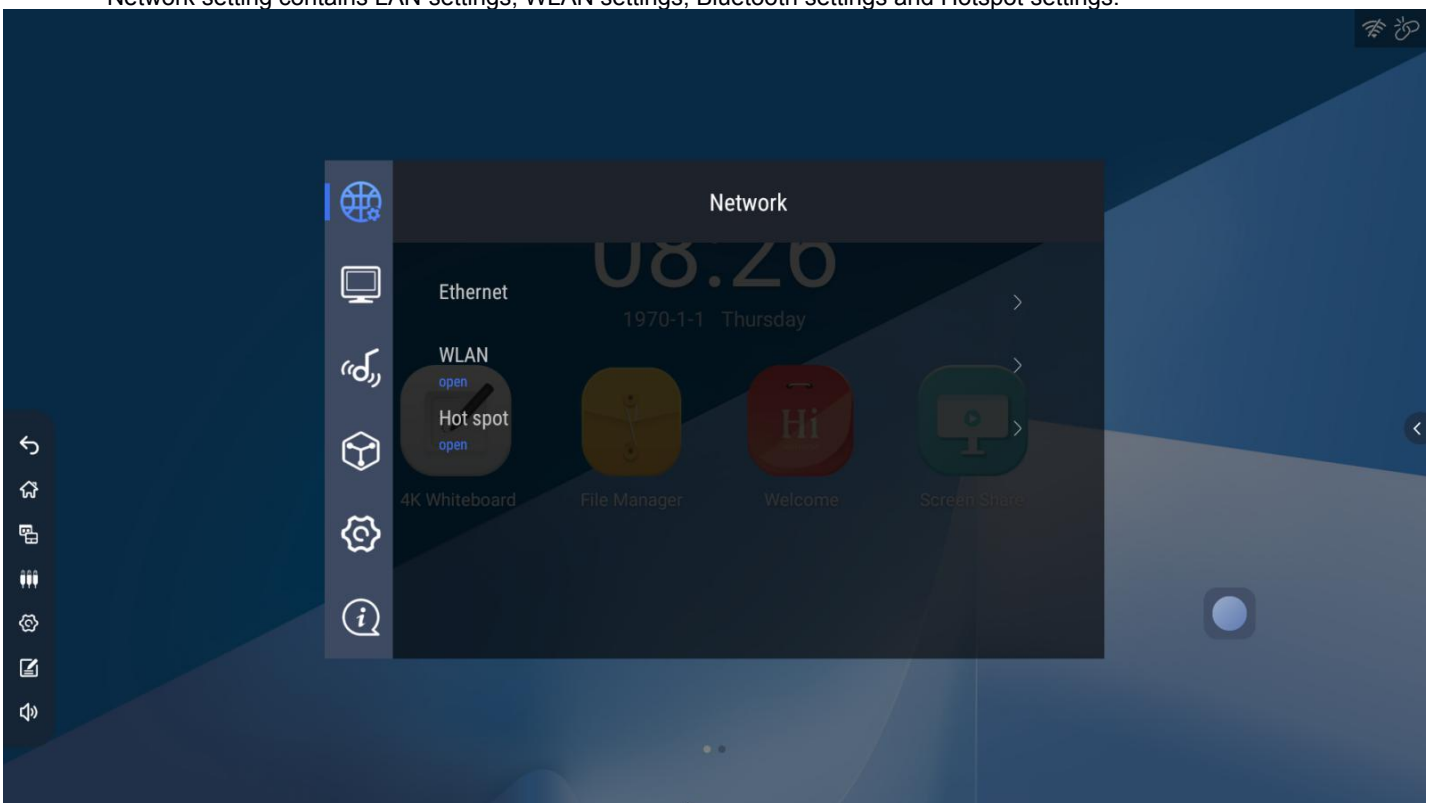 Network setting contains LAN settings, WLAN settings, Bluetooth settings and Hotspot settings.
Network
08:26
Ethernet
1970-1-1 Thursday
WLAN
open
Hot spot
open
Hi
4K Whiteboard
File Manager
Welcome
Screen Share